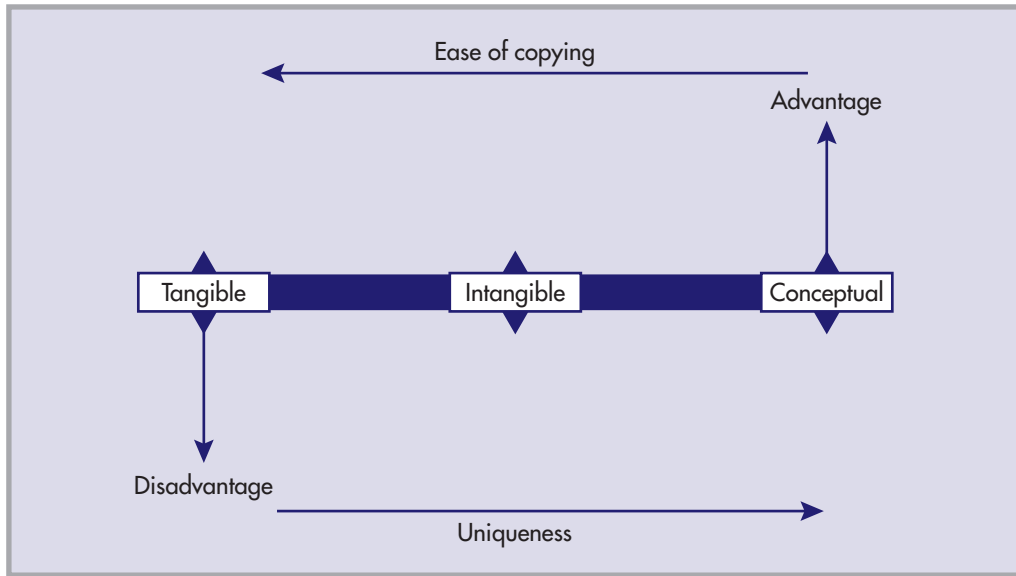 Ease of copying
Advantage
Tangible
Intangible
Conceptual
Disadvantage
Uniqueness